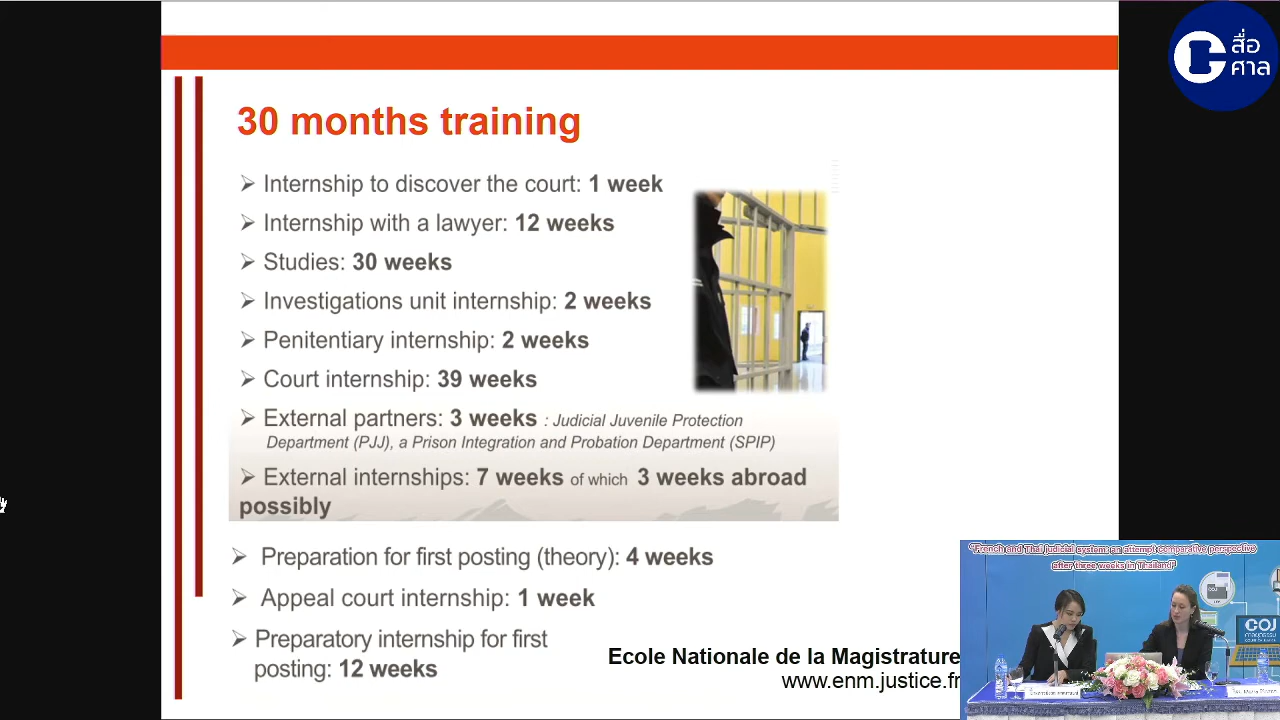 สื่อ
ศาล
30 months training
Internship to discover the court: 1 week
Internship with a lawyer: 12 weeks
Studies: 30 weeks
Investigations unit internship: 2 weeks
Penitentiary internship: 2 weeks
Court internship: 39 weeks
External partners: 3 weeks : Judicial Juvenile Protection
Department (PJJ), a Prison Integration and Probation Department (SPIP)
External internships: 7 weeks of which 3 weeks abroad
possibly
Preparation for first posting (theory): 4 weeks
Appeal court internship: 1 week
Preparatory internship for first
posting: 12 weeks
Ecole Nationale de la Magistrature
www.enm.justice.fr
"French and Thai judicial system: an attempt comparative perspective
after three weeks in Thailand"
COJ